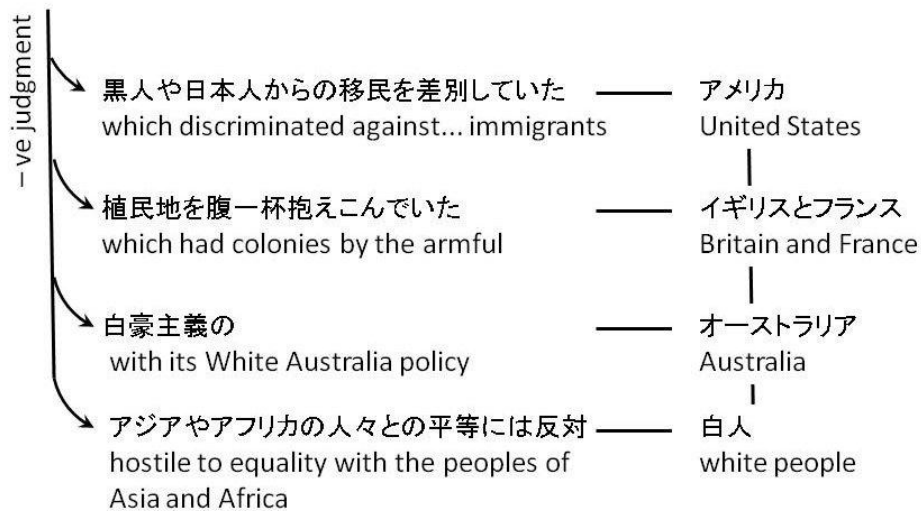 – ve judgment
黒人や日本人からの移民を差別していた
which discriminated against... immigrants
アメリカ
United States
植民地を腹一杯抱えこんでいた
which had colonies by the armful
イギリスとフランス
Britain and France
白豪主義の
with its White Australia policy
オーストラリア
Australia
アジアやアフリカの人々との平等には反対
hostile to equality with the peoples of
Asia and Africa
白人
white people